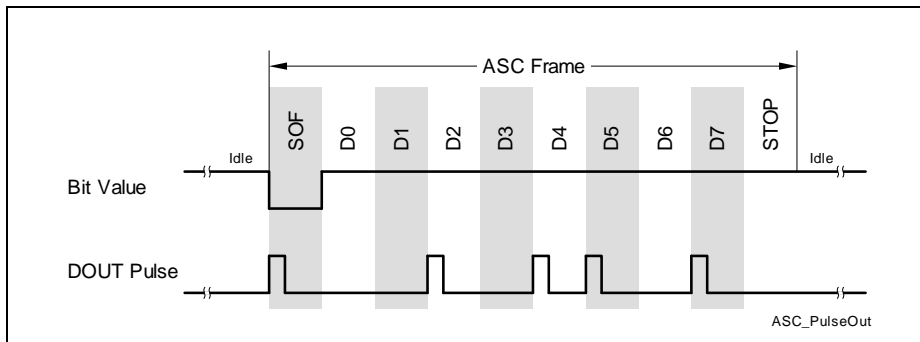 ASC Frame
SOF D0 D1 D2 D3 D4 D5 D6 D7 STOP
Idle Idle
Bit Value
DOUT Pulse
ASC_PulseOut